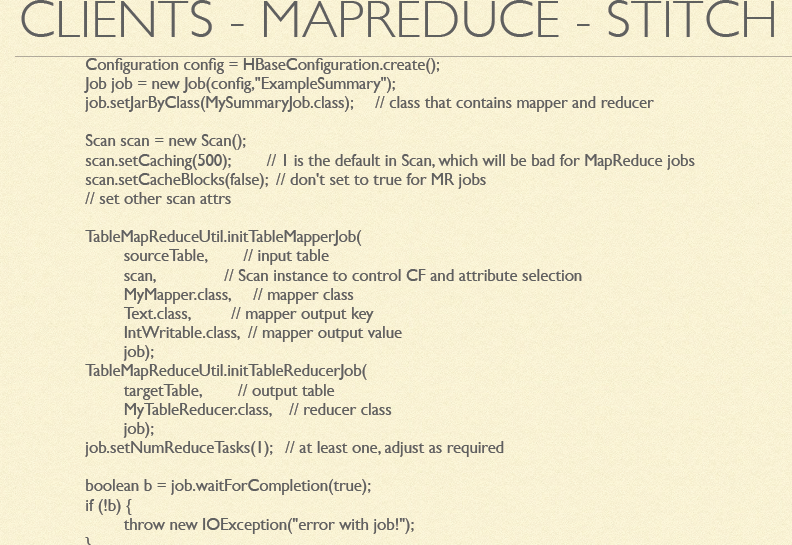 CLIENTS - MAPREDUCE - STITCH
Configuration config = HBaseConfiguration.create();
Job job = new Job(config,"ExampleSummary");
job.setJarByClass(MySummaryJob.class);     // class that contains mapper and reducer

Scan scan = new Scan();
scan.setCaching(500);        // 1 is the default in Scan, which will be bad for MapReduce jobs
scan.setCacheBlocks(false);  // don't set to true for MR jobs
// set other scan attrs

TableMapReduceUtil.initTableMapperJob(
        sourceTable,        // input table
        scan,               // Scan instance to control CF and attribute selection
        MyMapper.class,     // mapper class
        Text.class,         // mapper output key
        IntWritable.class,  // mapper output value
        job);
TableMapReduceUtil.initTableReducerJob(
        targetTable,        // output table
        MyTableReducer.class,    // reducer class
        job);
job.setNumReduceTasks(1);   // at least one, adjust as required

boolean b = job.waitForCompletion(true);
if (!b) {
        throw new IOException("error with job!");
}